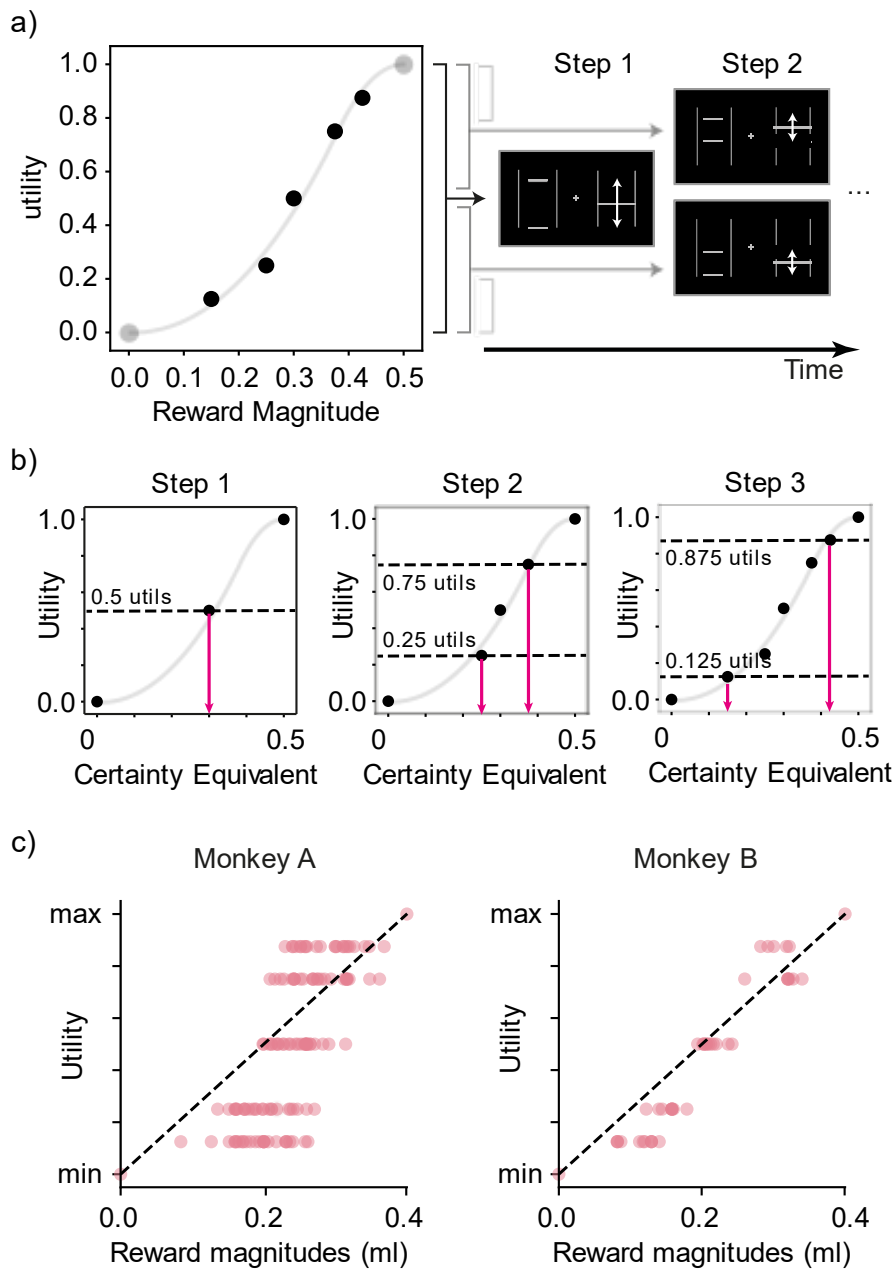 a)
Step 1
Step 2
1.0
0.8
0.6
0.4
0.2
0.0
utility
0.0 0.1 0.2 0.3 0.4 0.5
Reward Magnitude
...
Time
b)
Step 1
Step 2
Step 3
1.0
0.0
Utility
0.5 utils
0 0.5
Certainty Equivalent
1.0
0.0
Utility
0.75 utils
0.25 utils
0 0.5
Certainty Equivalent
1.0
0.0
Utility
0.875 utils
0.125 utils
0 0.5
Certainty Equivalent
c)
Monkey A
max
Utility
min
0.0 0.2 0.4
Reward magnitudes (ml)
Monkey B
max
Utility
min
0.0 0.2 0.4
Reward magnitudes (ml)